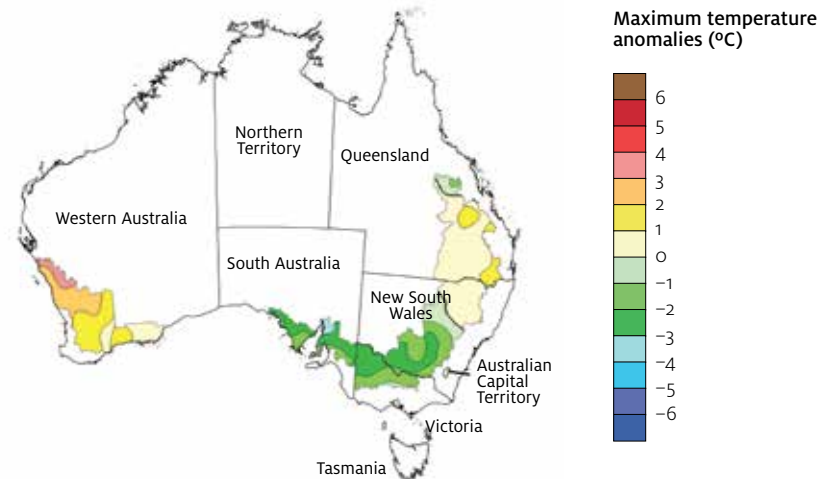 Maximum temperature
anomalies (ºC)
6
5
4
3
2
1
0
−1
−2
−3
−4
−5
−6
Northern
Territory
Queensland
Western Australia
South Australia
New South
Wales
Australian
Capital
Territory
Victoria
Tasmania